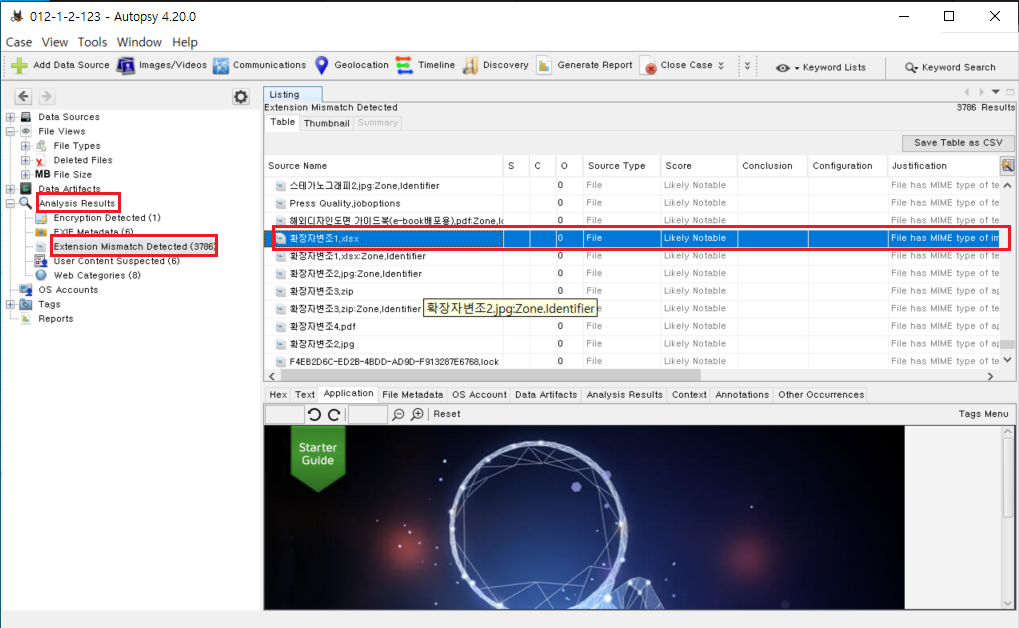 012-1-2-123 - Autopsy 4.20.0
Case View Tools Window Help
Add Data Source Images/Videos Communications Geolocation Timeline Discovery Generate Report Close Case Keyword Lists Keyword Search
Listing
Extension Mismatch Detected 3786 Results
Table Thumbnail Summary
Save Table as CSV
Data Sources
File Views
File Types
Deleted Files
MB File Size
Data Artifacts
Analysis Results
Encryption Detected (1)
EXIF Metadata (6)
Extension Mismatch Detected (3786)
User Content Suspected (6)
Web Categories (8)
OS Accounts
Tags
Reports
Source Name S C O Source Type Score Conclusion Configuration Justification
스테가노그래피2.jpg:Zone.Identifier 0 File Likely Notable File has MIME type of te
Press Quality.joboptions 0 File Likely Notable File has MIME type of te
해외디자인도면 가이드북(e-book배포용).pdf:Zone.Ic 0 File Likely Notable File has MIME type of te
확장자변조1.xlsx 0 File Likely Notable File has MIME type of im
확장자변조1.xlsx:Zone.Identifier 0 File Likely Notable File has MIME type of te
확장자변조2.jpg:Zone.Identifier 0 File Likely Notable File has MIME type of te
확장자변조3.zip 0 File Likely Notable File has MIME type of ap
확장자변조3.zip:Zone.Identifier Likely Notable File has MIME type of te
확장자변조2.jpg:Zone.Identifier
확장자변조4.pdf 0 File Likely Notable File has MIME type of ap
확장자변조2.jpg 0 File Likely Notable File has MIME type of ap
F4EB2D6C-ED2B-4BDD-AD9D-F913287E6768.lock 0 File Likely Notable File has MIME type of te
Hex Text Application File Metadata OS Account Data Artifacts Analysis Results Context Annotations Other Occurrences
Reset Tags Menu
Starter
Guide